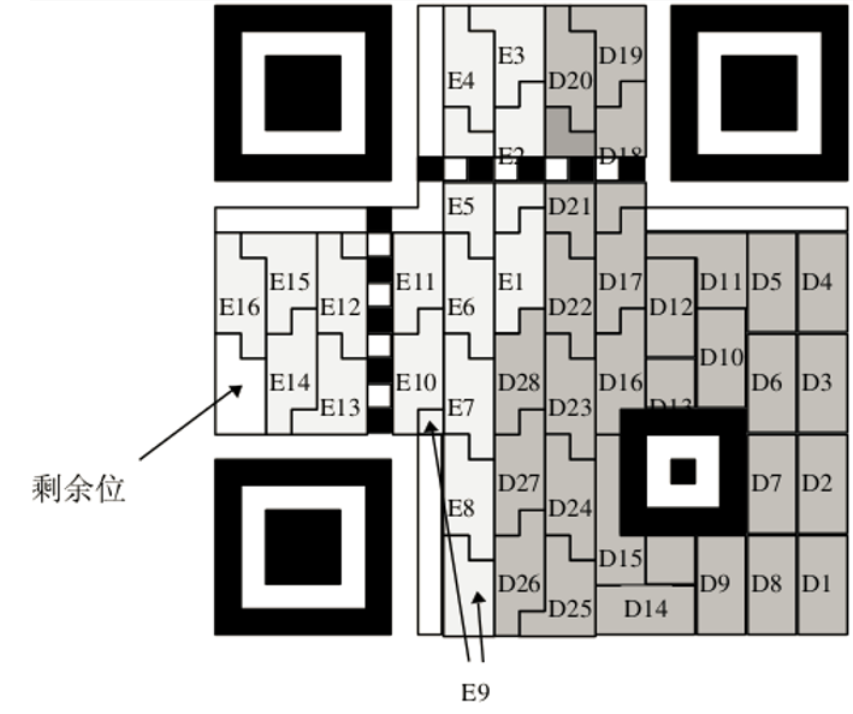 E3 D19
E4 D20
E2 D18
E5 D21
E15 E11 E1 D17 D11 D5 D4
E16 E12 E6 D22 D12
D10
E14 E10 D28 D16 D6 D3
E13 E7 D23 D13
剩余位 D27 D7 D2
E8 D24
D15
D26 D9 D8 D1
D25 D14
E9